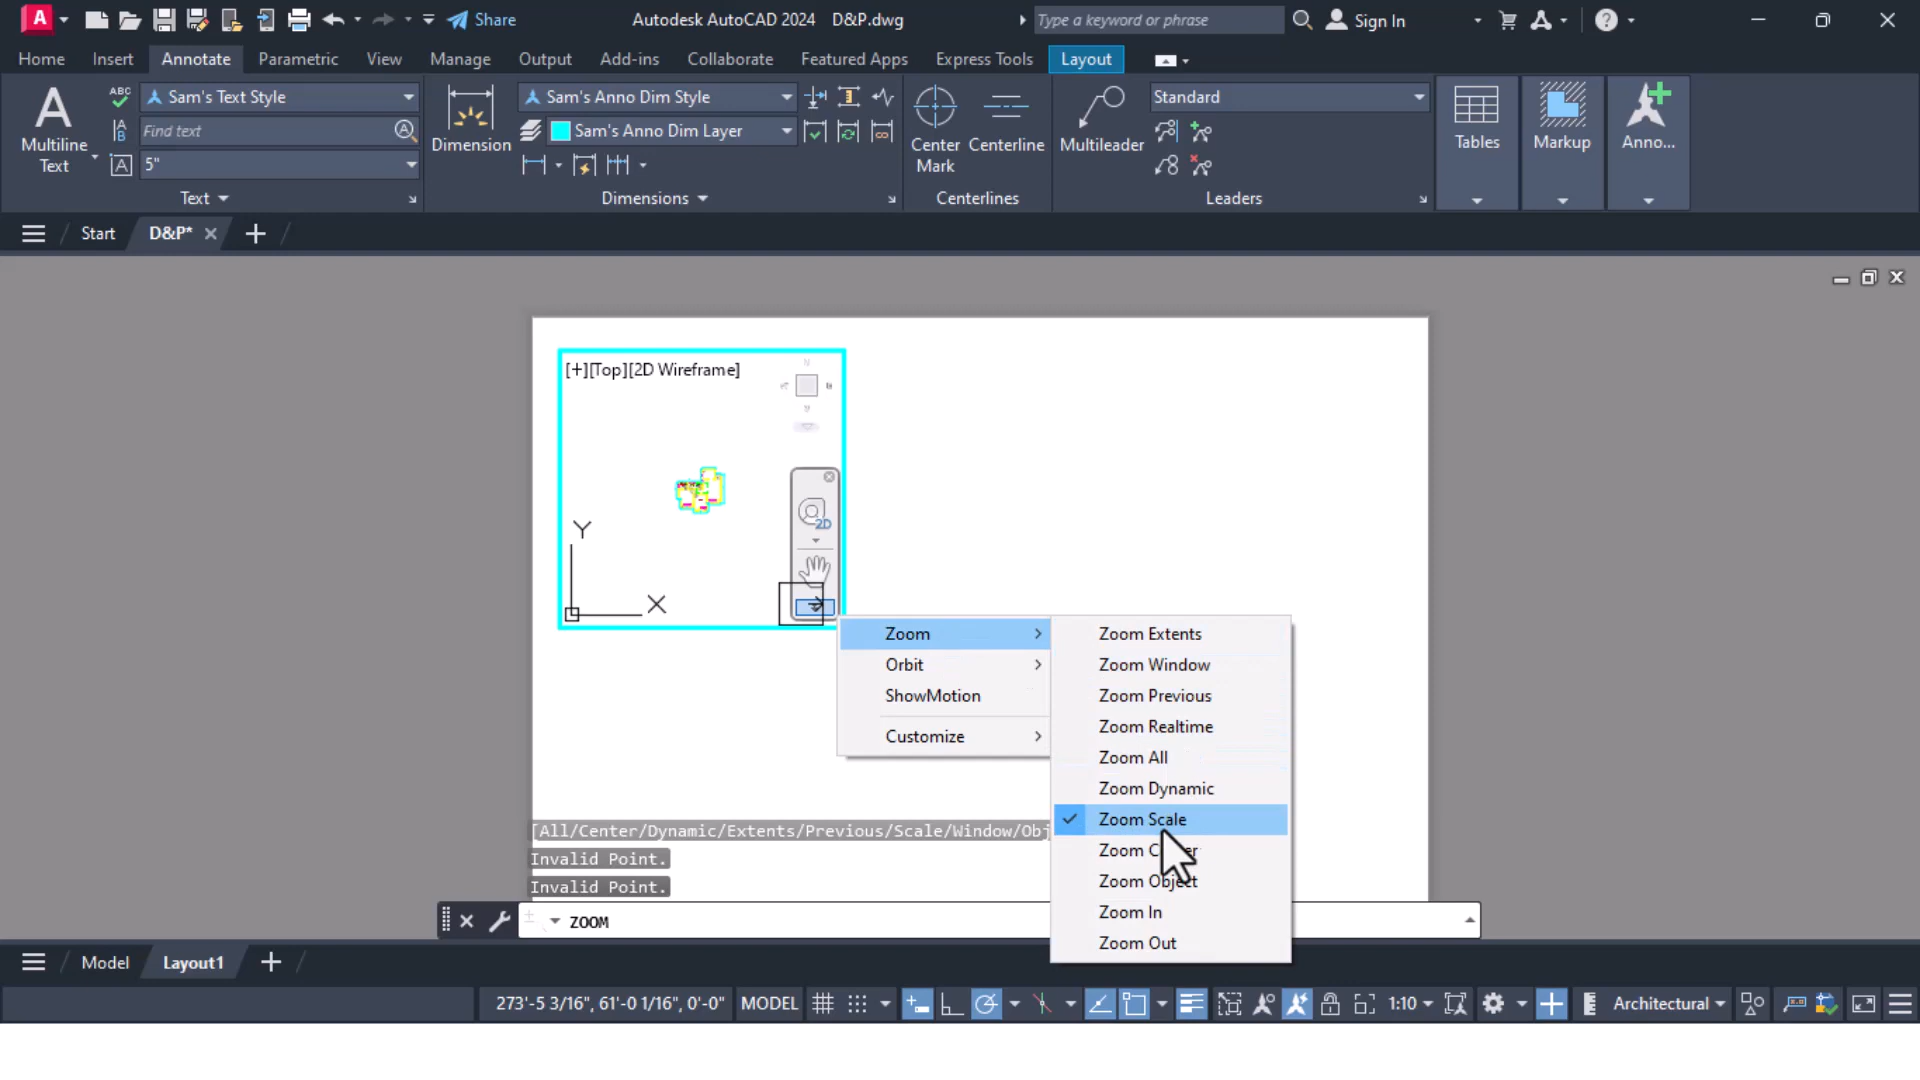 Share
Autodesk AutoCAD 2024 D&P.dwg
Type a keyword or phrase
Sign In
Home Insert Annotate Parametric View Manage Output Add-ins Collaborate Featured Apps Express Tools Layout
Multiline Text
ABC
Sam's Text Style
Find text
5"
Text
Dimension
Sam's Anno Dim Style
Sam's Anno Dim Layer
Dimensions
Center Mark
Centerline
Centerlines
Multileader
Standard
Leaders
Tables
Markup
Anno...
Start
D&P*
[+][Top][2D Wireframe]
2D
Y
X
Zoom
Orbit
ShowMotion
Customize
Zoom Extents
Zoom Window
Zoom Previous
Zoom Realtime
Zoom All
Zoom Dynamic
Zoom Scale
Zoom
Zoom Object
Zoom In
Zoom Out
[All/Center/Dynamic/Extents/Previous/Scale/Window/Obj
Invalid Point.
Invalid Point.
ZOOM
Model Layout1
273'-5 3/16", 61'-0 1/16", 0'-0" MODEL 1:10 Architectural